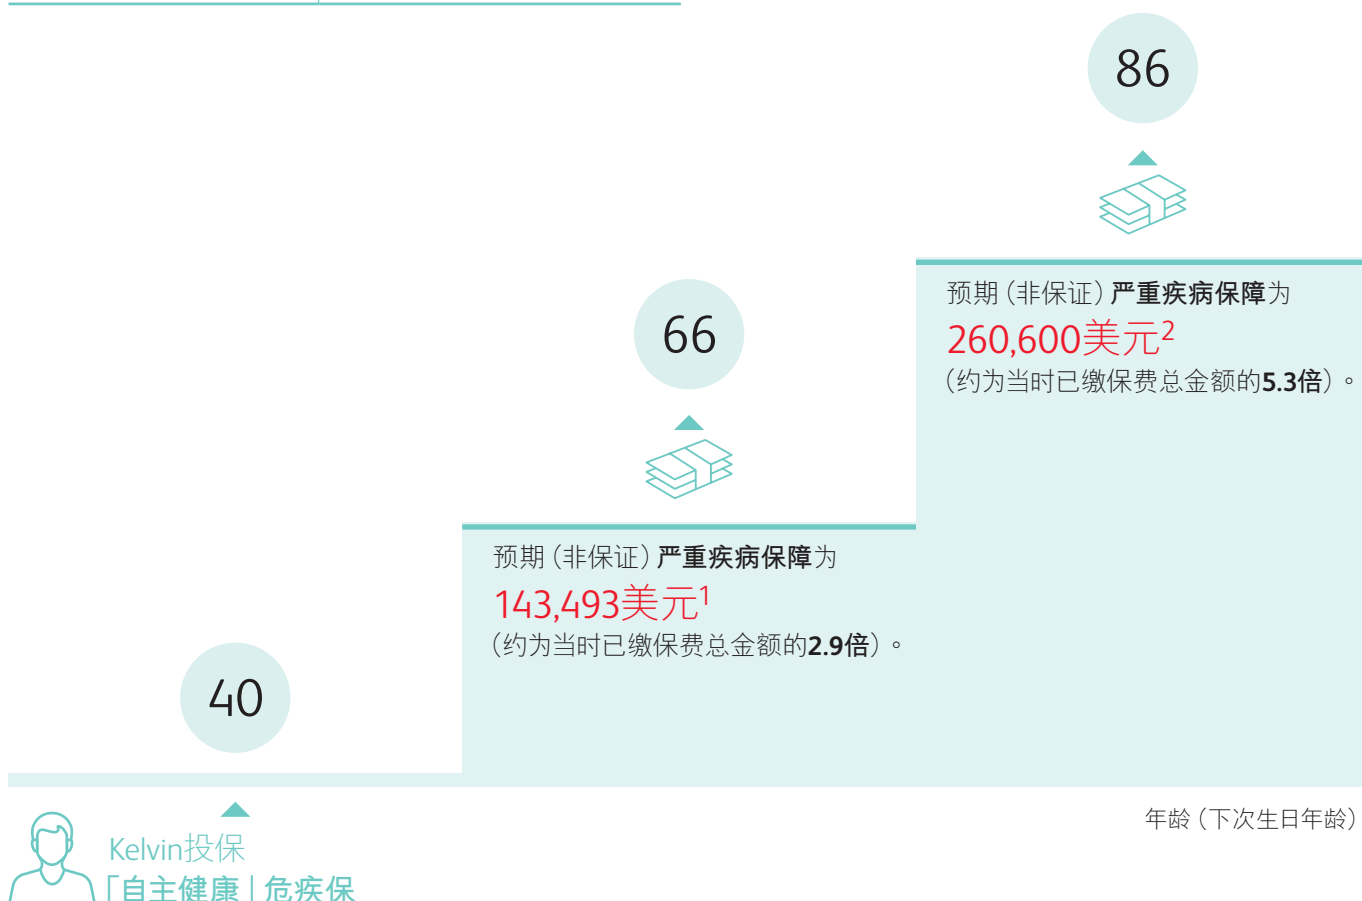 86
预期（非保证）严重疾病保障为
260,600美元2
（约为当时已缴保费总金额的5.3倍）。
66
预期（非保证）严重疾病保障为
143,493美元1
（约为当时已缴保费总金额的2.9倍）。
40
年龄（下次生日年龄）
Kelvin投保
「自主健康 | 危疾保